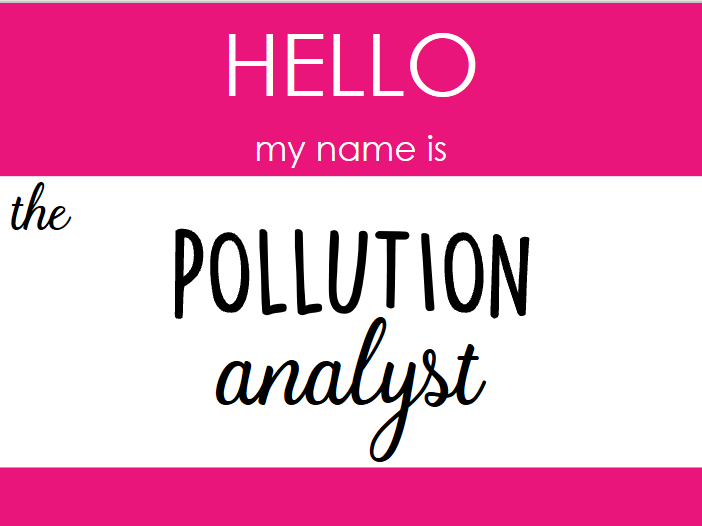 HELLO
my name is
the
POLLUTION
analyst